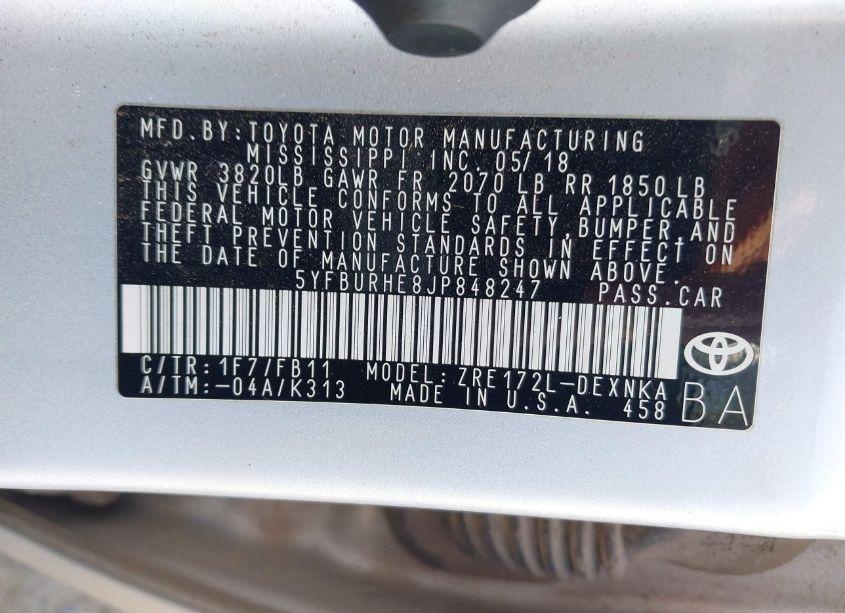 MFD.BY:TOYOTA MOTOR MANUFACTURING
MISSISSIPPI, INC. 05/18
GVWR 3820LB GAWR FR 2070 LB RR 1850 LB
THIS VEHICLE CONFORMS TO ALL APPLICABLE
FEDERAL MOTOR VEHICLE SAFETY,BUMPER,AND
THEFT PREVENTION STANDARDS IN EFFECT ON
THE DATE OF MANUFACTURE SHOWN ABOVE.
5YFBURHE8JP848247 PASS.CAR
C/TR:1F7/FB11 MODEL:ZRE172L-DEXNKA
A/TM:-04A/K313 MADE IN U.S.A. 458
BA